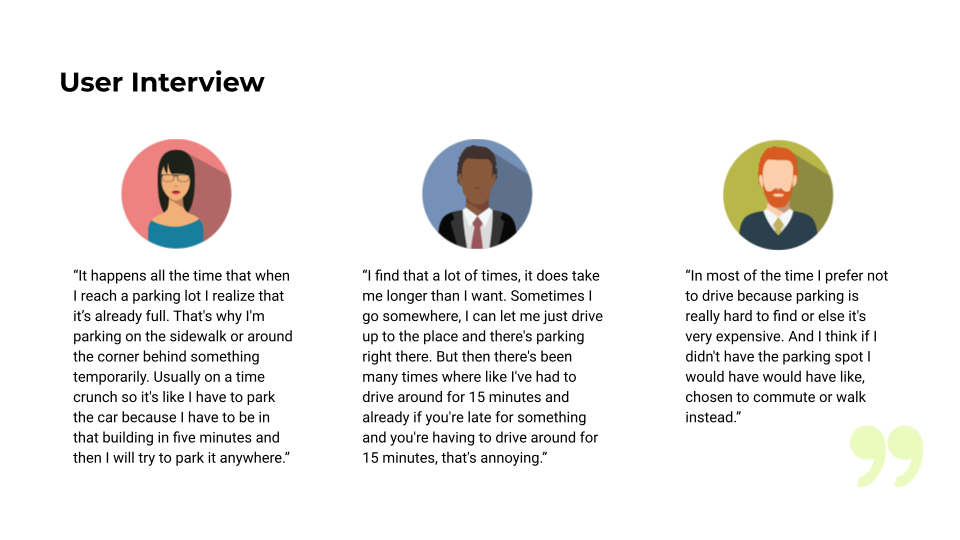 User Interview
“It happens all the time that when
I reach a parking lot I realize that
it’s already full. That's why I'm
parking on the sidewalk or around
the corner behind something
temporarily. Usually on a time
crunch so it's like I have to park
the car because I have to be in
that building in five minutes and
then I will try to park it anywhere.”
“I find that a lot of times, it does take
me longer than I want. Sometimes I
go somewhere, I can let me just drive
up to the place and there's parking
right there. But then there's been
many times where like I've had to
drive around for 15 minutes and
already if you're late for something
and you're having to drive around for
15 minutes, that's annoying.”
“In most of the time I prefer not
to drive because parking is
really hard to find or else it's
very expensive. And I think if I
didn't have the parking spot I
would have would have like,
chosen to commute or walk
instead.”
”